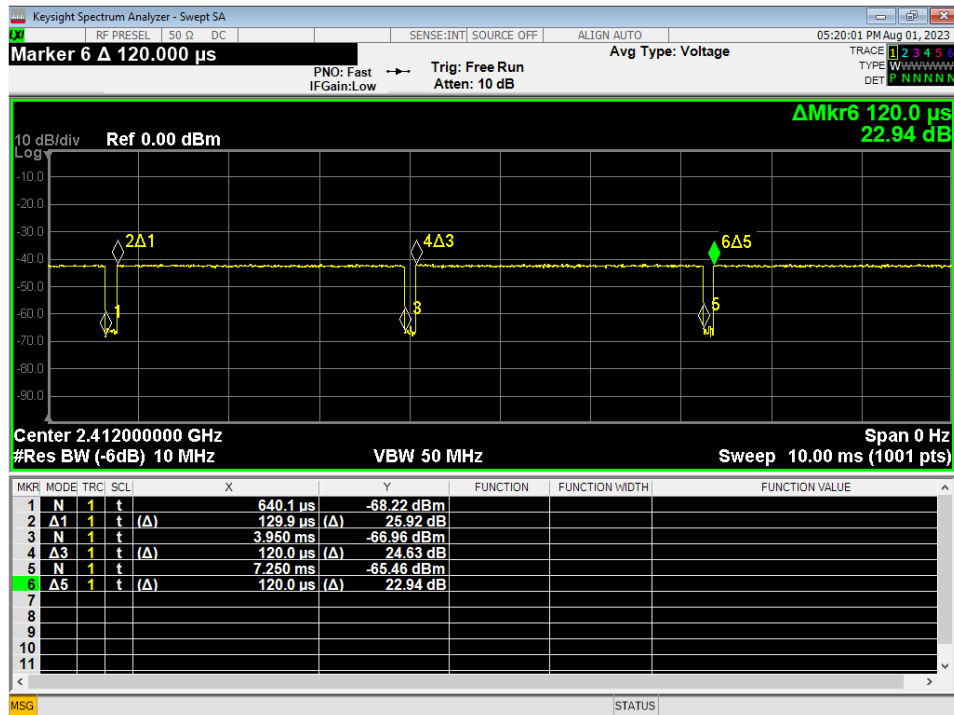 Keysight Spectrum Analyzer - Swept SA
LXI RF PRESEL 50 Ω DC SENSE:INT SOURCE OFF ALIGN AUTO 05:20:01 PM Aug 01, 2023
Marker 6 Δ 120.000 µs
PNO: Fast
IFGain:Low
Trig: Free Run
Atten: 10 dB
Avg Type: Voltage
TRACE 1 2 3 4 5 6
TYPE WWWWWW
DET P N N N N N
ΔMkr6 120.0 µs
22.94 dB
10 dB/div Ref 0.00 dBm
Log
-10.0
-20.0
-30.0
2Δ1 4Δ3 6Δ5
-40.0
-50.0
-60.0
1 3 5
-70.0
-80.0
-90.0
Center 2.412000000 GHz Span 0 Hz
#Res BW (-6dB) 10 MHz VBW 50 MHz Sweep 10.00 ms (1001 pts)
MKR MODE TRC SCL X Y FUNCTION FUNCTION WIDTH FUNCTION VALUE
1 N 1 t 640.1 µs -68.22 dBm
2 Δ1 1 t (Δ) 129.9 µs (Δ) 25.92 dB
3 N 1 t 3.950 ms -66.96 dBm
4 Δ3 1 t (Δ) 120.0 µs (Δ) 24.63 dB
5 N 1 t 7.250 ms -65.46 dBm
6 Δ5 1 t (Δ) 120.0 µs (Δ) 22.94 dB
7
8
9
10
11
MSG STATUS